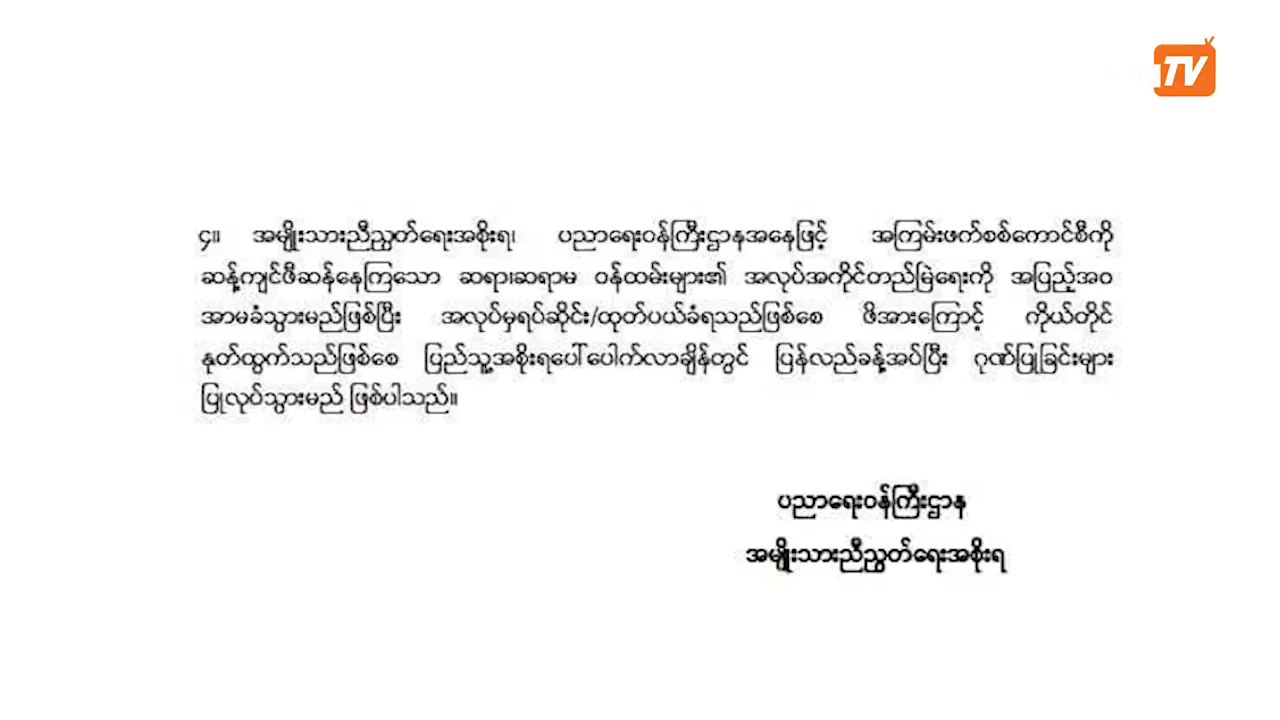 TV
၄။ အမျိုးသားညီညွတ်ရေးအစိုးရ၊ ပညာရေးဝန်ကြီးဌာနအနေဖြင့် အကြမ်းဖက်စစ်ကောင်စီကို
ဆန့်ကျင်ဖီဆန်နေကြသော ဆရာ၊ဆရာမ ဝန်ထမ်းများ၏ အလုပ်အကိုင်တည်မြဲရေးကို အပြည့်အဝ
အာမခံသွားမည်ဖြစ်ပြီး အလုပ်မှရပ်ဆိုင်း/ထုတ်ပယ်ခံရသည်ဖြစ်စေ ဖိအားကြောင့် ကိုယ်တိုင်
နုတ်ထွက်သည်ဖြစ်စေ ပြည်သူ့အစိုးရပေါ်ပေါက်လာချိန်တွင် ပြန်လည်ခန့်အပ်ပြီး ဂုဏ်ပြုခြင်းများ
ပြုလုပ်သွားမည် ဖြစ်ပါသည်။
ပညာရေးဝန်ကြီးဌာန
အမျိုးသားညီညွတ်ရေးအစိုးရ